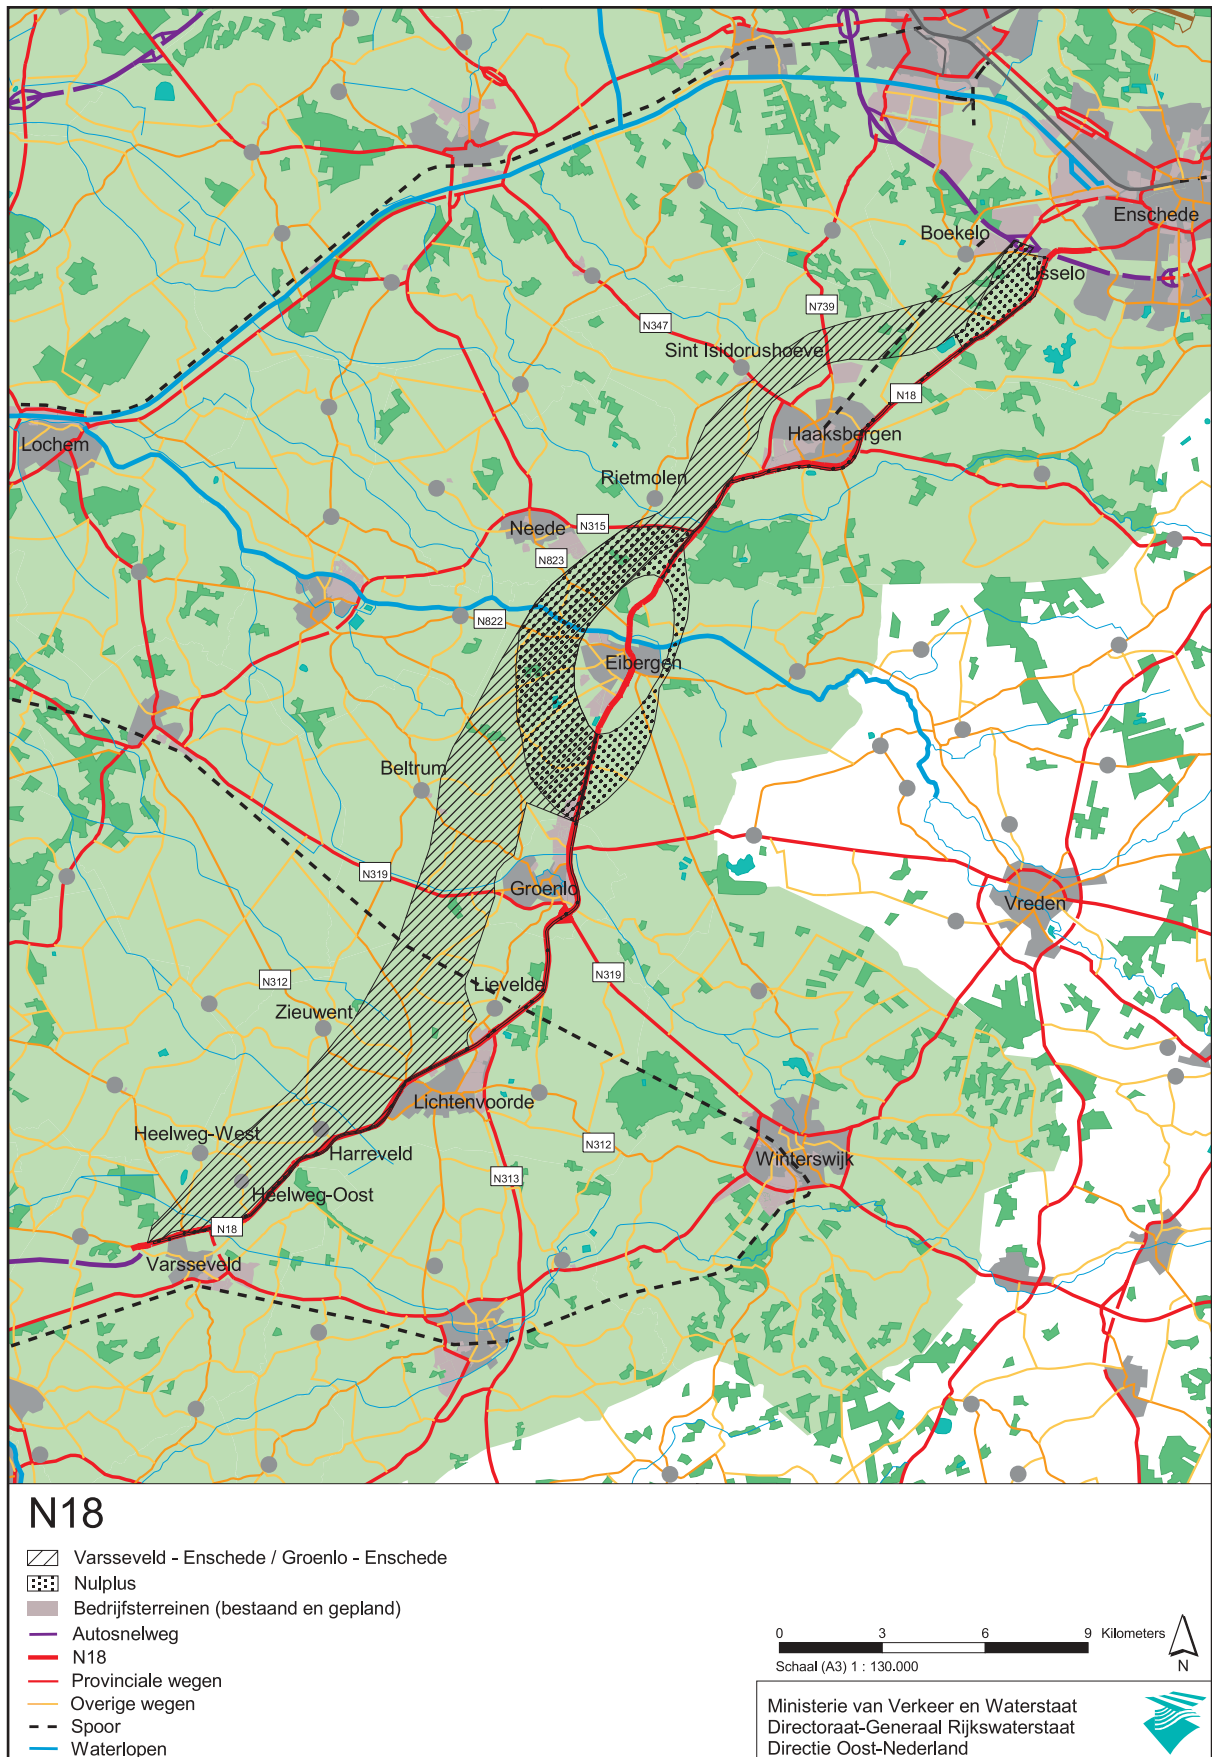 Enschede
Boekelo
Usselo
N739
N347
Sint Isidorushoeve
N18
Haaksbergen
Lochem
Rietmolen
Neede
N315
N823
N822
Eibergen
Beltrum
N319
Groenlo
Vreden
N312
N319
Lievelde
Zieuwent
Lichtenvoorde
Heelweg-West
Harreveld
N312
Winterswijk
N313
Heelweg-Oost
N18
Varsseveld
N18
Varsseveld - Enschede / Groenlo - Enschede
Nulplus
Bedrijfsterreinen (bestaand en gepland)
Autosnelweg
N18
Provinciale wegen
Overige wegen
Spoor
Waterlopen
0 3 6 9 Kilometers
Schaal (A3) 1 : 130.000
N
Ministerie van Verkeer en Waterstaat
Directoraat-Generaal Rijkswaterstaat
Directie Oost-Nederland